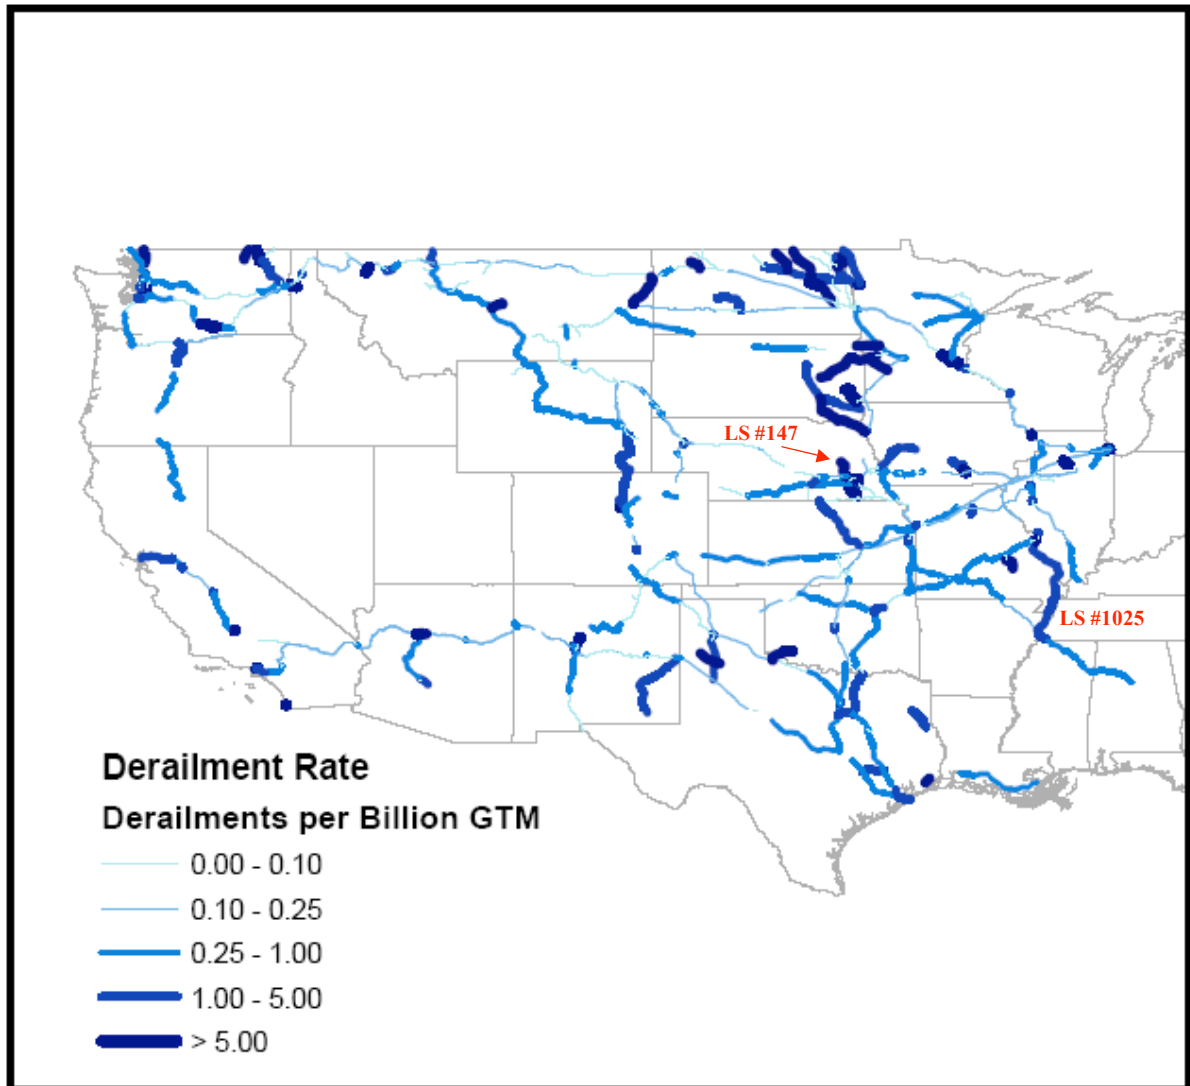 LS #147
LS #1025
Derailment Rate
Derailments per Billion GTM
0.00 - 0.10
0.10 - 0.25
0.25 - 1.00
1.00 - 5.00
> 5.00